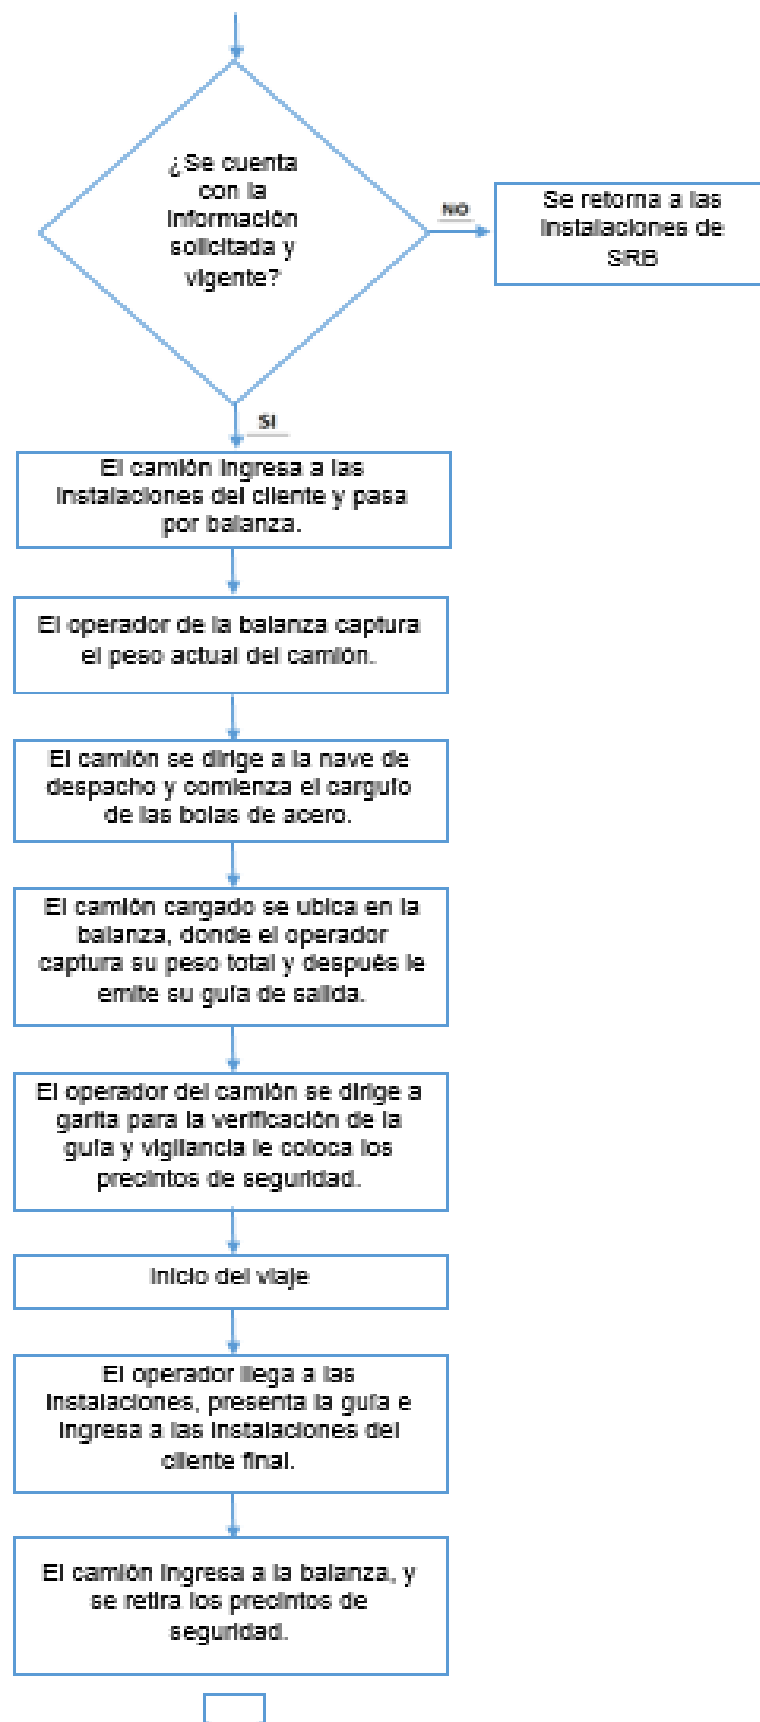 ¿Se cuenta
con la
información
solicitada y
vigente?
NO
Se retorna a las
instalaciones de
SRB
SI
El camión ingresa a las
instalaciones del cliente y pasa
por balanza.
El operador de la balanza captura
el peso actual del camión.
El camión se dirige a la nave de
despacho y comienza el carguío
de las bolas de acero.
El camión cargado se ubica en la
balanza, donde el operador
captura su peso total y después le
emite su guía de salida.
El operador del camión se dirige a
garita para la verificación de la
guía y vigilancia le coloca los
precintos de seguridad.
Inicio del viaje
El operador llega a las
instalaciones, presenta la guía e
ingresa a las instalaciones del
cliente final.
El camión ingresa a la balanza, y
se retira los precintos de
seguridad.